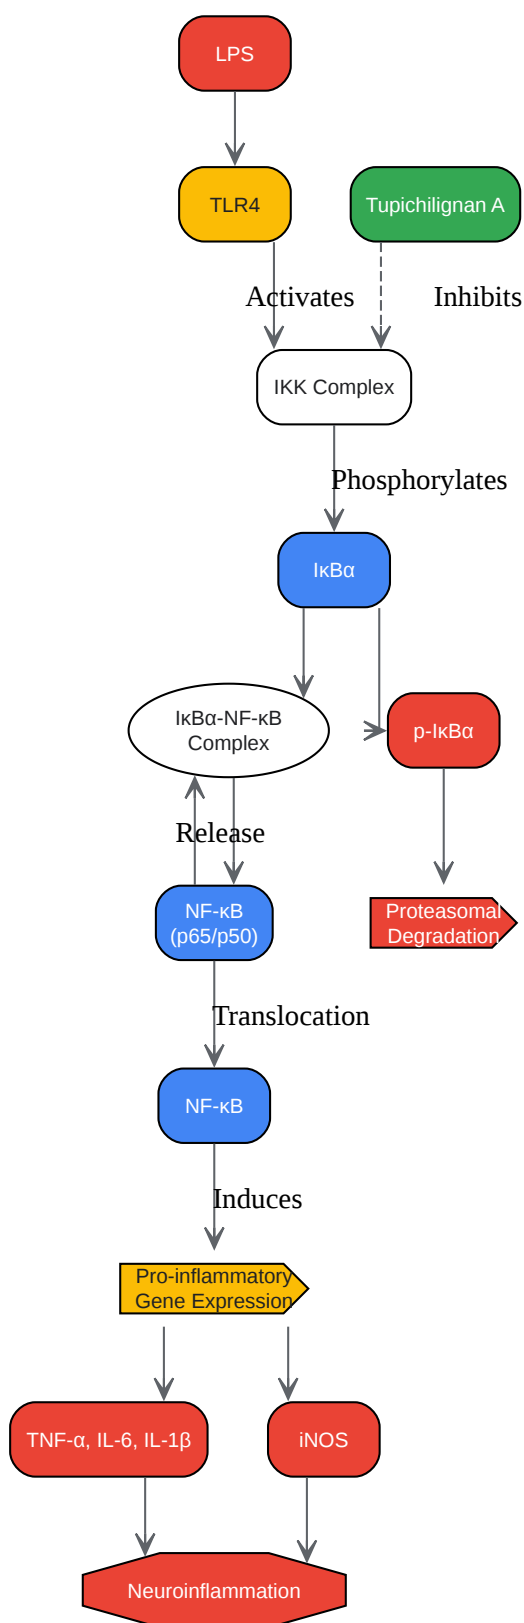 LPS
TLR4
Tupichilignan A
Activates
Inhibits
IKK Complex
Phosphorylates
IκBα
IκBα-NF-κB
Complex
p-IκBα
Release
NF-κB
(p65/p50)
Proteasomal
Degradation
Translocation
NF-κB
Induces
Pro-inflammatory
Gene Expression
TNF-α, IL-6, IL-1β
iNOS
Neuroinflammation